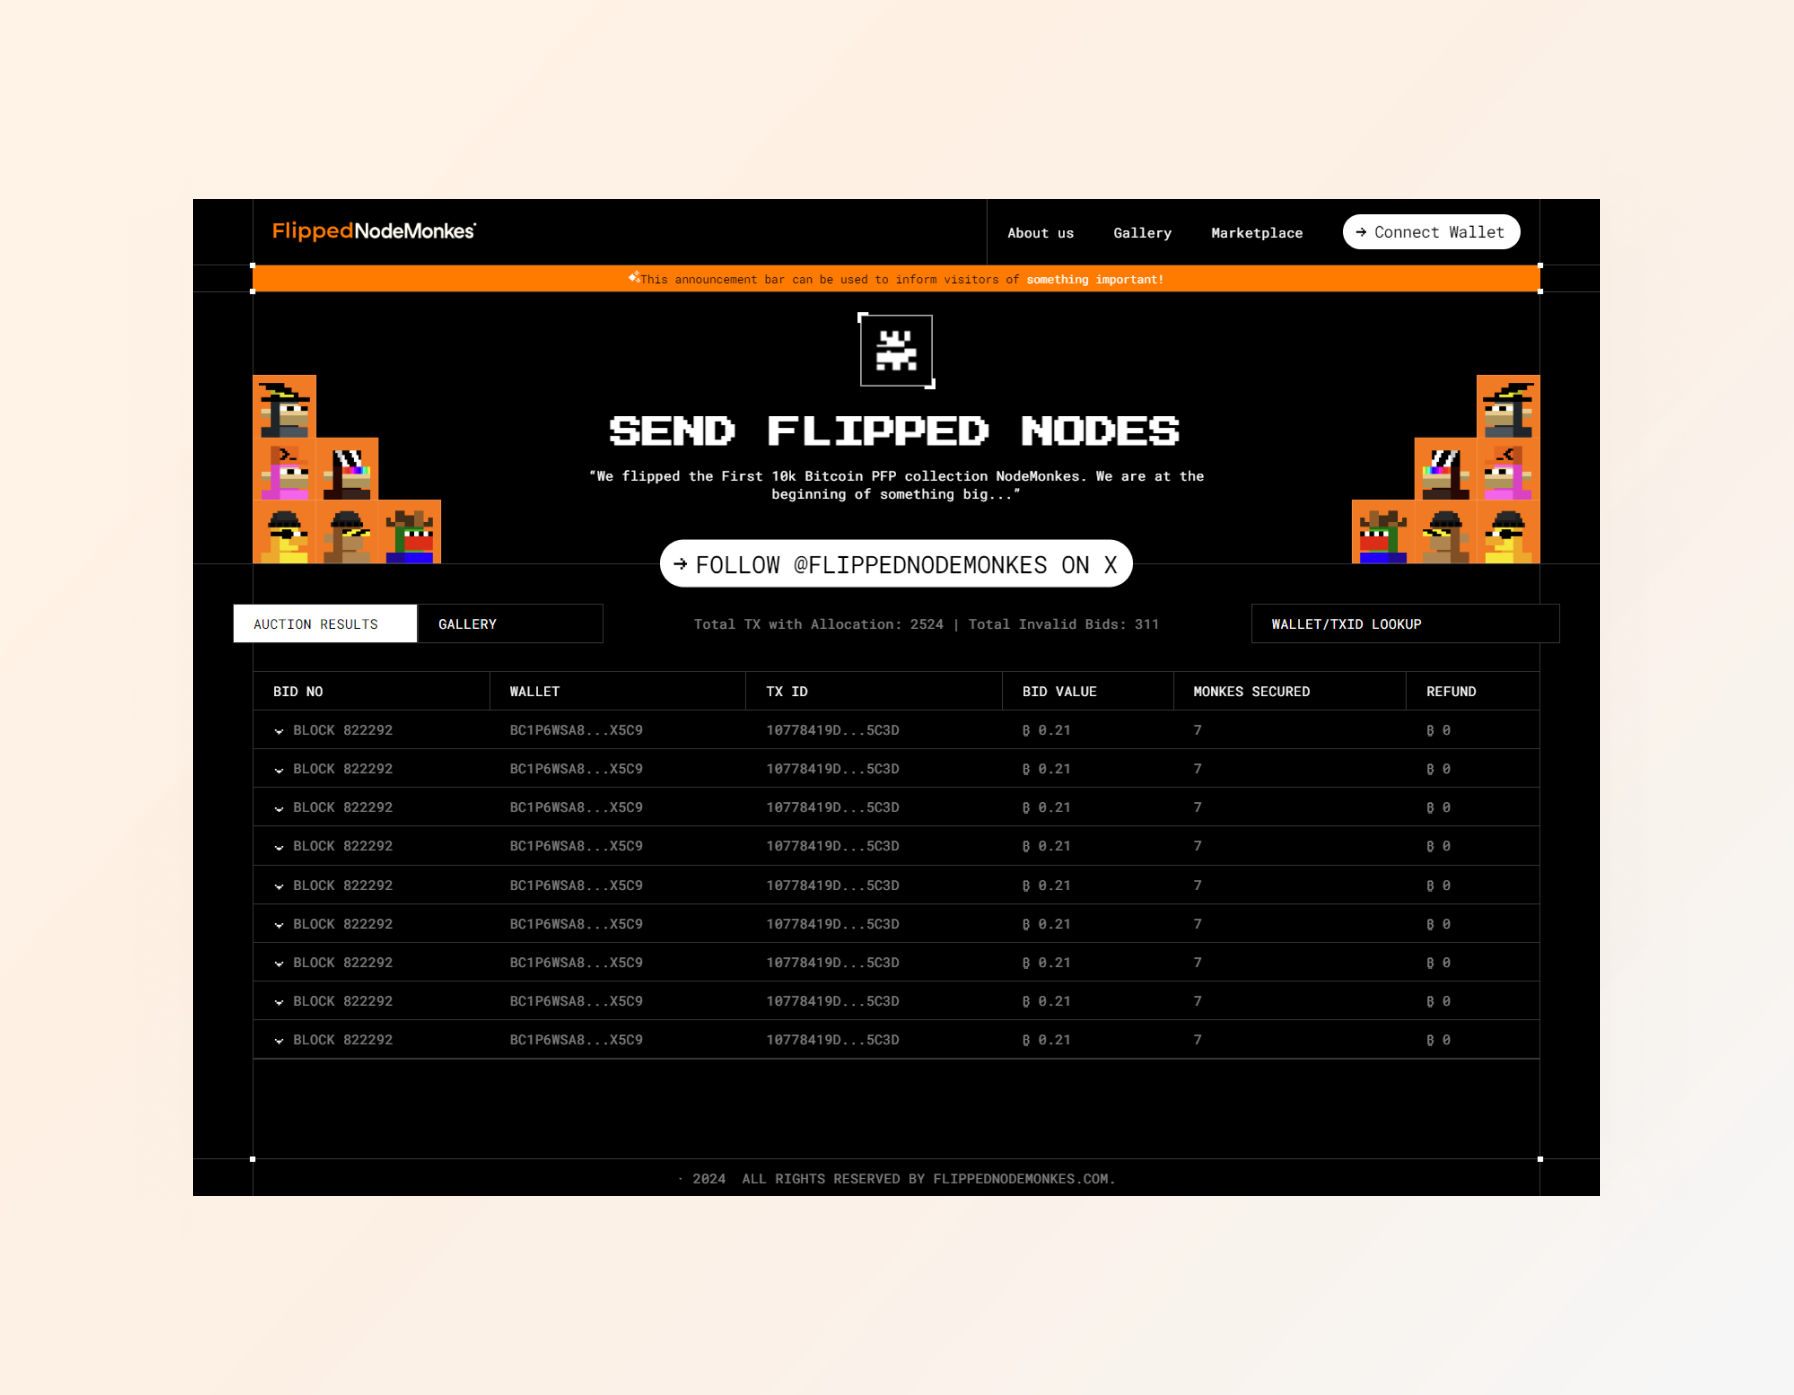 FlippedNodeMonkes
About us Gallery Marketplace → Connect Wallet
This announcement bar can be used to inform visitors of something important!
SEND FLIPPED NODES
“We flipped the First 10k Bitcoin PFP collection NodeMonkes. We are at the
beginning of something big...”
→ FOLLOW @FLIPPEDNODEMONKES ON X
AUCTION RESULTS GALLERY Total TX with Allocation: 2524 | Total Invalid Bids: 311 WALLET/TXID LOOKUP
BID NO WALLET TX ID BID VALUE MONKES SECURED REFUND
BLOCK 822292 BC1P6WSA8...X5C9 10778419D...5C3D ₿ 0.21 7 ₿ 0
BLOCK 822292 BC1P6WSA8...X5C9 10778419D...5C3D ₿ 0.21 7 ₿ 0
BLOCK 822292 BC1P6WSA8...X5C9 10778419D...5C3D ₿ 0.21 7 ₿ 0
BLOCK 822292 BC1P6WSA8...X5C9 10778419D...5C3D ₿ 0.21 7 ₿ 0
BLOCK 822292 BC1P6WSA8...X5C9 10778419D...5C3D ₿ 0.21 7 ₿ 0
BLOCK 822292 BC1P6WSA8...X5C9 10778419D...5C3D ₿ 0.21 7 ₿ 0
BLOCK 822292 BC1P6WSA8...X5C9 10778419D...5C3D ₿ 0.21 7 ₿ 0
BLOCK 822292 BC1P6WSA8...X5C9 10778419D...5C3D ₿ 0.21 7 ₿ 0
BLOCK 822292 BC1P6WSA8...X5C9 10778419D...5C3D ₿ 0.21 7 ₿ 0
· 2024 ALL RIGHTS RESERVED BY FLIPPEDNODEMONKES.COM.